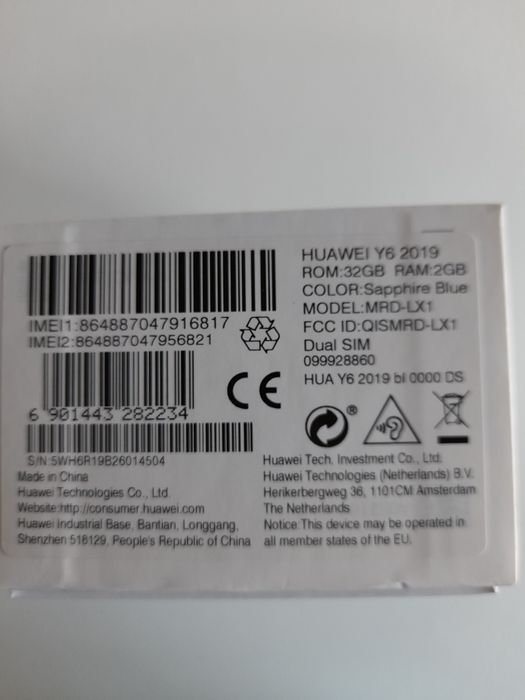 HUAWEI Y6 2019
ROM:32GB RAM:2GB
COLOR:Sapphire Blue
MODEL:MRD-LX1
FCC ID:QISMRD-LX1
Dual SIM
099928860
HUA Y6 2019 bl 0000 DS
IMEI1:864887047916817
IMEI2:864887047956821
CE
6 901443 282234
®
S/N:5WH6R19B26014504
Made in China
Huawei Technologies Co., Ltd.
Website:http://consumer.huawei.com
Huawei Industrial Base, Bantian, Longgang,
Shenzhen 518129, People's Republic of China
Huawei Tech. Investment Co., Ltd.
Huawei Technologies (Netherlands) B.V.
Herikerbergweg 36, 1101CM Amsterdam
The Netherlands
Notice:This device may be operated in
all member states of the EU.